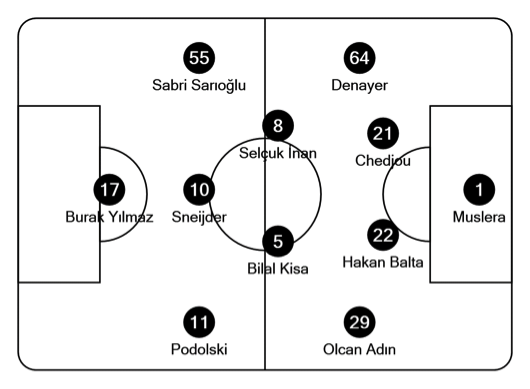 55
Sabri Sarıoğlu
64
Denayer
8
Selçuk İnan
21
Chedjou
17
Burak Yılmaz
10
Sneijder
1
Muslera
5
Bilal Kisa
22
Hakan Balta
11
Podolski
29
Olcan Adın